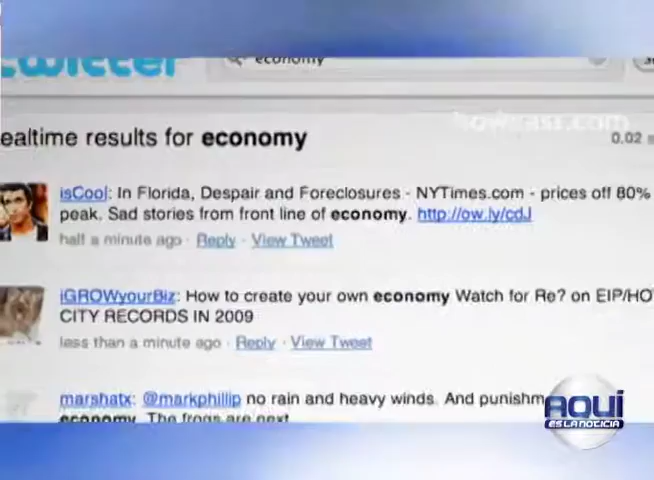 twitter economy
howcast.com
ealtime results for economy 0.02
isCool: In Florida, Despair and Foreclosures - NYTimes.com - prices off 80%
peak. Sad stories from front line of economy. http://ow.ly/cdJ
half a minute ago · Reply · View Tweet
iGROWyourBiz: How to create your own economy Watch for Re? on EIP/HO
CITY RECORDS IN 2009
less than a minute ago · Reply · View Tweet
marshatx: @markphillip no rain and heavy winds. And punishm
economy. The frogs are next
AQUÍ
ES LA NOTICIA